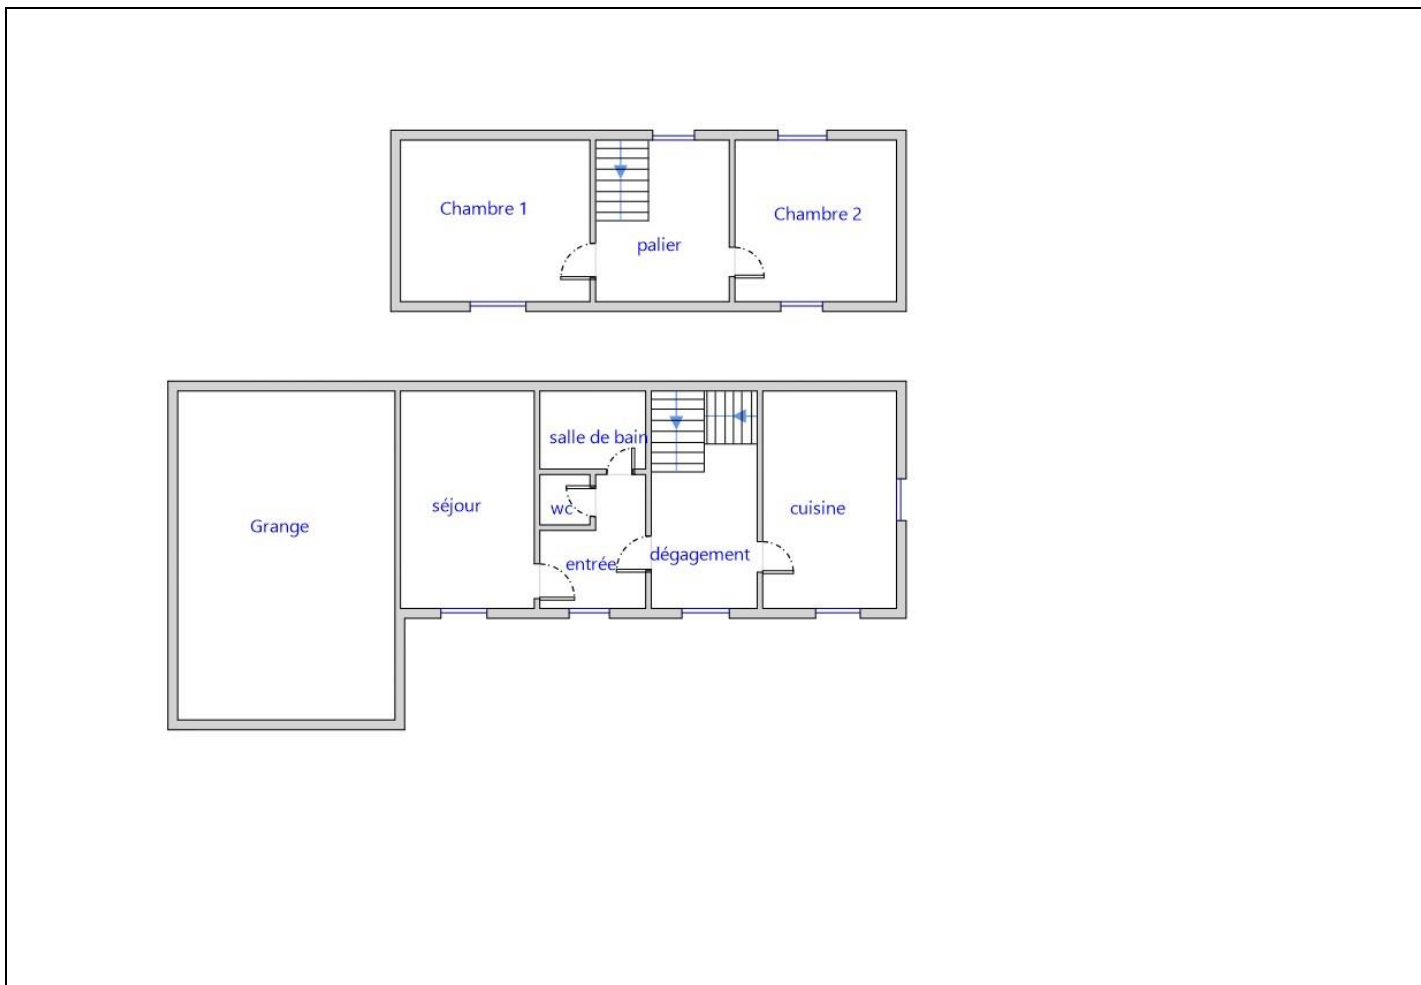 Chambre 1
Chambre 2
palier
salle de bain
séjour
wc
cuisine
Grange
entrée
dégagement